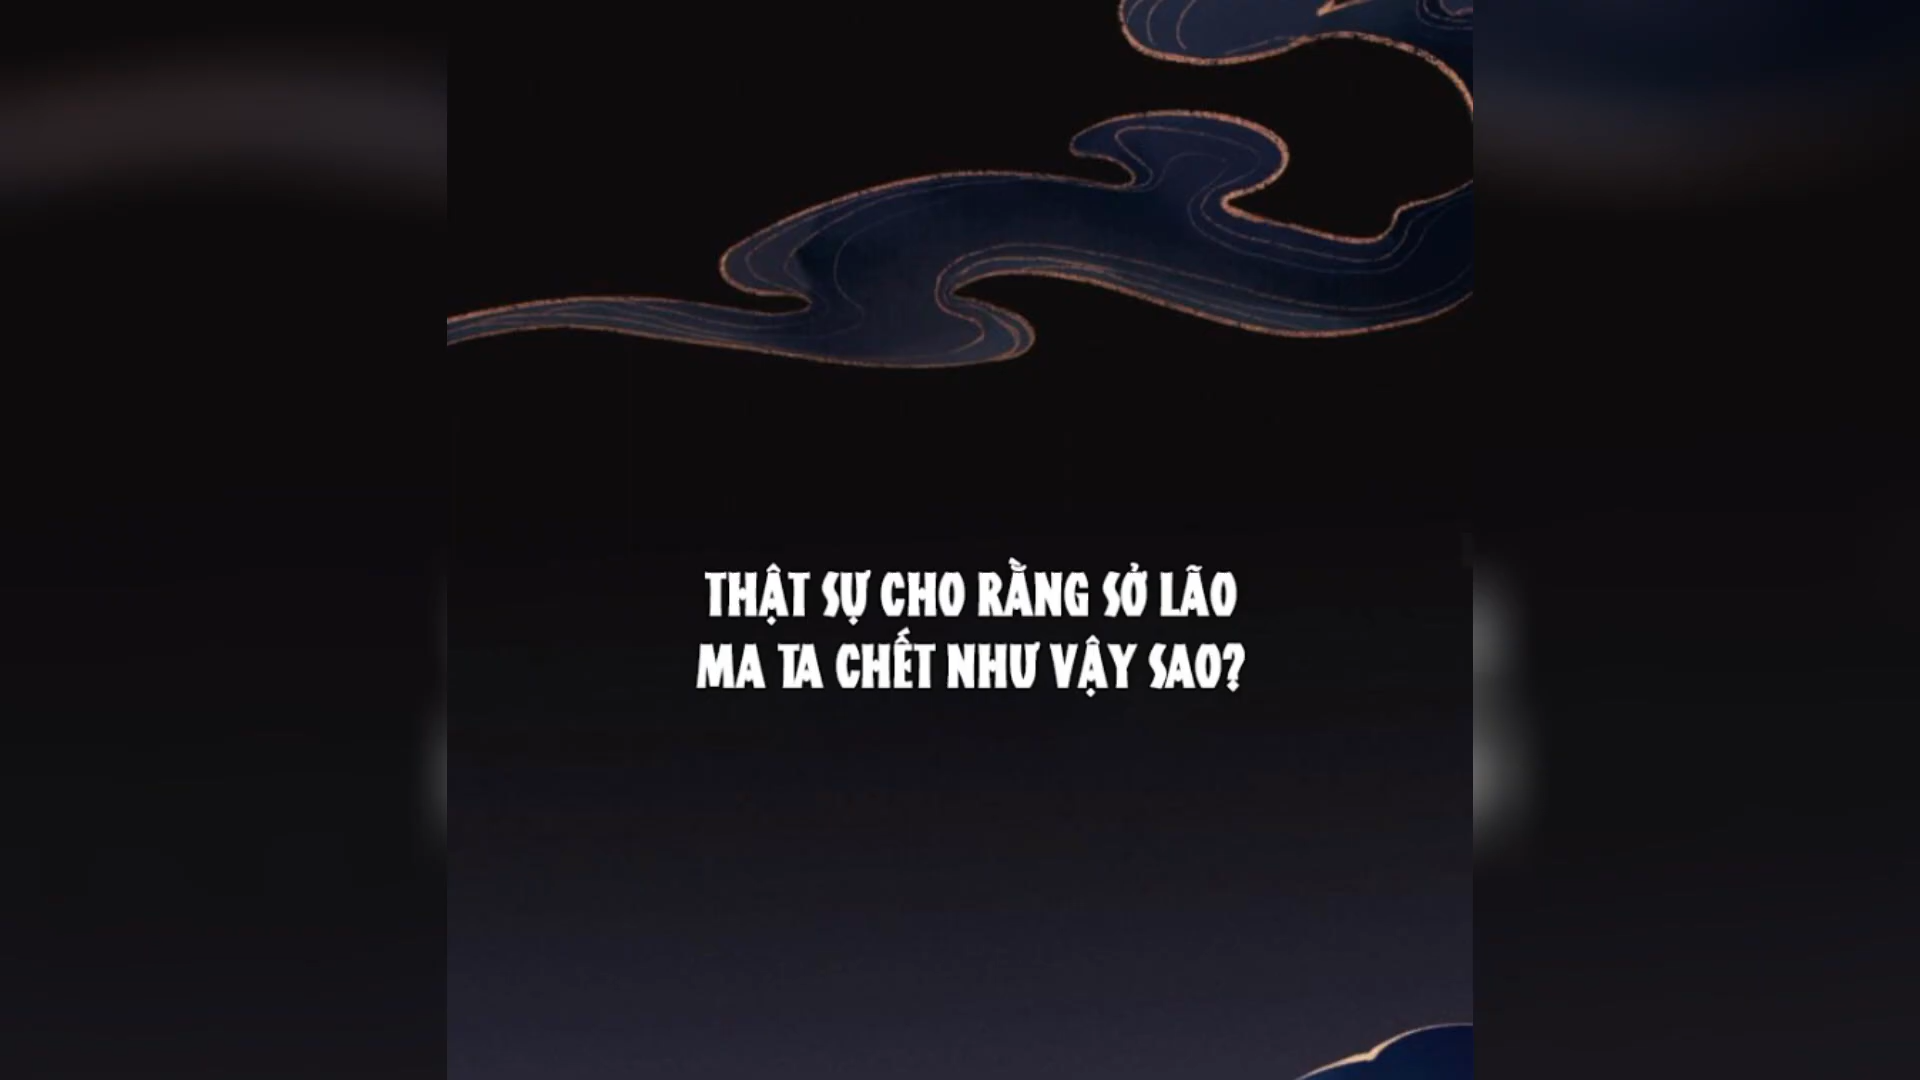 THẬT SỰ CHO RẰNG SỞ LÃO
MA TA CHẾT NHƯ VẬY SAO?